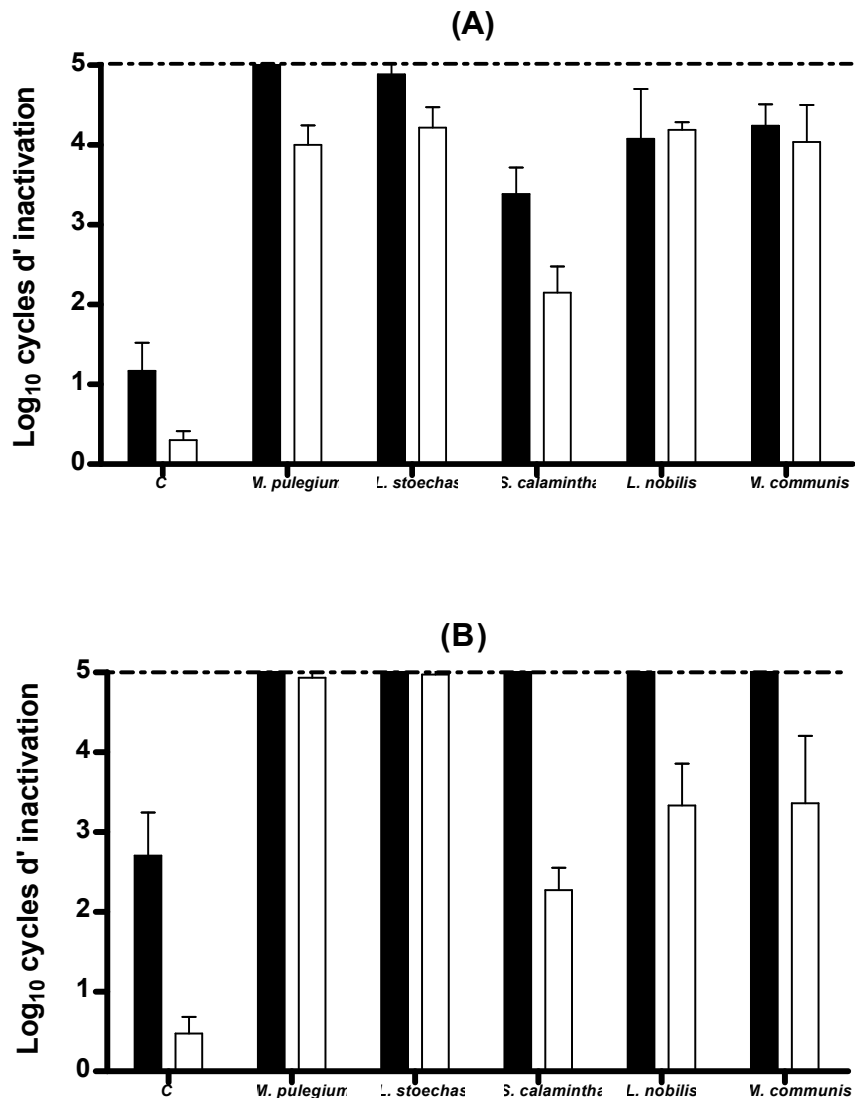 (A)
Log10 cycles d' inactivation
5
4
3
2
1
0
C M. pulegium L. stoechas S. calamintha L. nobilis M. communis
(B)
Log10 cycles d' inactivation
5
4
3
2
1
0
C M. pulegium L. stoechas S. calamintha L. nobilis M. communis